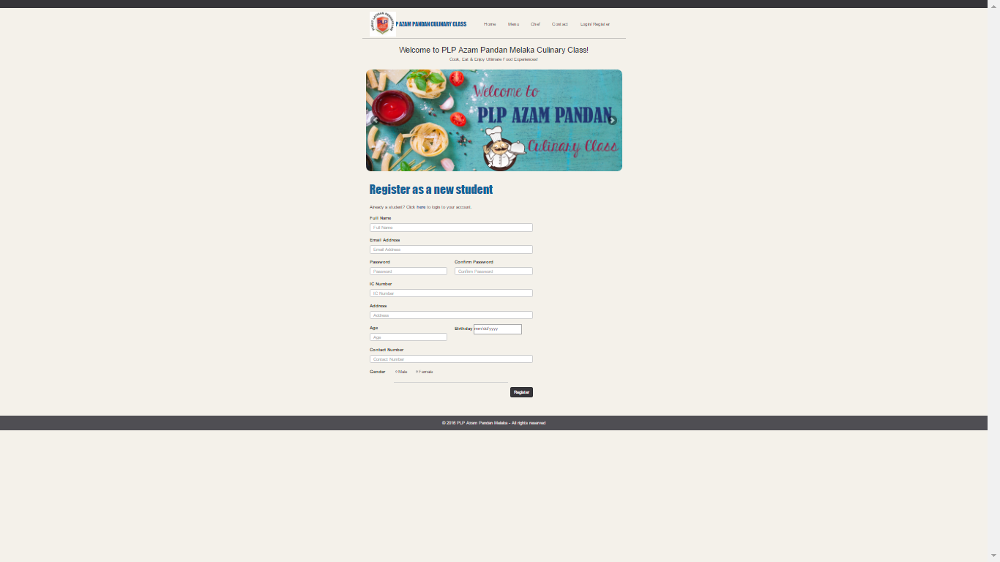 PLP
P AZAM PANDAN CULINARY CLASS
Home Menu Chef Contact Login/Register
Welcome to PLP Azam Pandan Melaka Culinary Class!
Cook, Eat & Enjoy Ultimate Food Experiences!
Welcome to
PLP AZAM PANDAN
Culinary Class
Register as a new student
Already a student? Click here to login to your account.
Full Name
Full Name
Email Address
Email Address
Password Confirm Password
Password Confirm Password
IC Number
IC Number
Address
Address
Age Birthday mm/dd/yyyy
Age
Contact Number
Contact Number
Gender Male Female
Register
© 2016 PLP Azam Pandan Melaka - All rights reserved